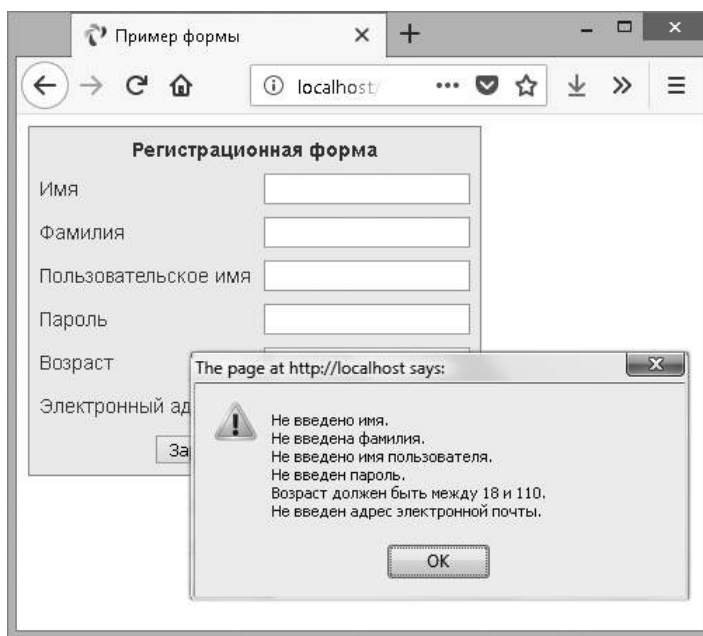 Пример формы
localhost/
Регистрационная форма
Имя
Фамилия
Пользовательское имя
Пароль
Возраст
Электронный ад
За
The page at http://localhost says:
Не введено имя.
Не введена фамилия.
Не введено имя пользователя.
Не введен пароль.
Возраст должен быть между 18 и 110.
Не введен адрес электронной почты.
OK